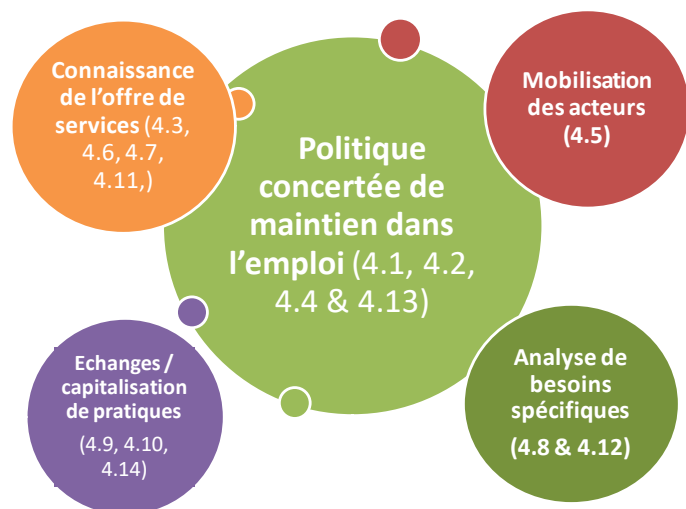 Connaissance
de l’offre de
services (4.3,
4.6, 4.7,
4.11,)
Mobilisation
des acteurs
(4.5)
Politique
concertée de
maintien dans
l’emploi (4.1, 4.2,
4.4 & 4.13)
Echanges /
capitalisation
de pratiques
(4.9, 4.10,
4.14)
Analyse de
besoins
spécifiques
(4.8 & 4.12)